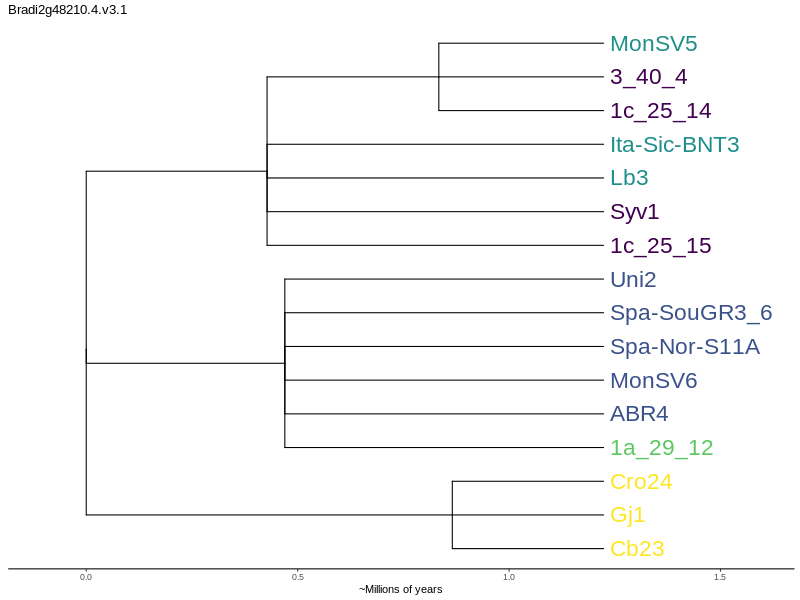 Bradi2g48210.4.v3.1
MonSV5
3_40_4
1c_25_14
Ita-Sic-BNT3
Lb3
Syv1
1c_25_15
Uni2
Spa-SouGR3_6
Spa-Nor-S11A
MonSV6
ABR4
1a_29_12
Cro24
Gj1
Cb23
0.0 0.5 1.0 1.5
~Millions of years